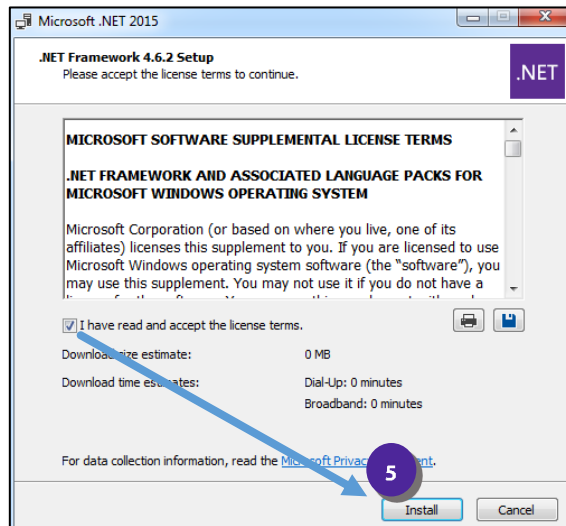 Microsoft .NET 2015
.NET Framework 4.6.2 Setup
Please accept the license terms to continue.
.NET
MICROSOFT SOFTWARE SUPPLEMENTAL LICENSE TERMS
.NET FRAMEWORK AND ASSOCIATED LANGUAGE PACKS FOR
MICROSOFT WINDOWS OPERATING SYSTEM
Microsoft Corporation (or based on where you live, one of its
affiliates) licenses this supplement to you. If you are licensed to use
Microsoft Windows operating system software (the “software”), you
may use this supplement. You may not use it if you do not have a
I have read and accept the license terms.
Download size estimate: 0 MB
Download time estimates: Dial-Up: 0 minutes
Broadband: 0 minutes
For data collection information, read the Microsoft
5
Install Cancel